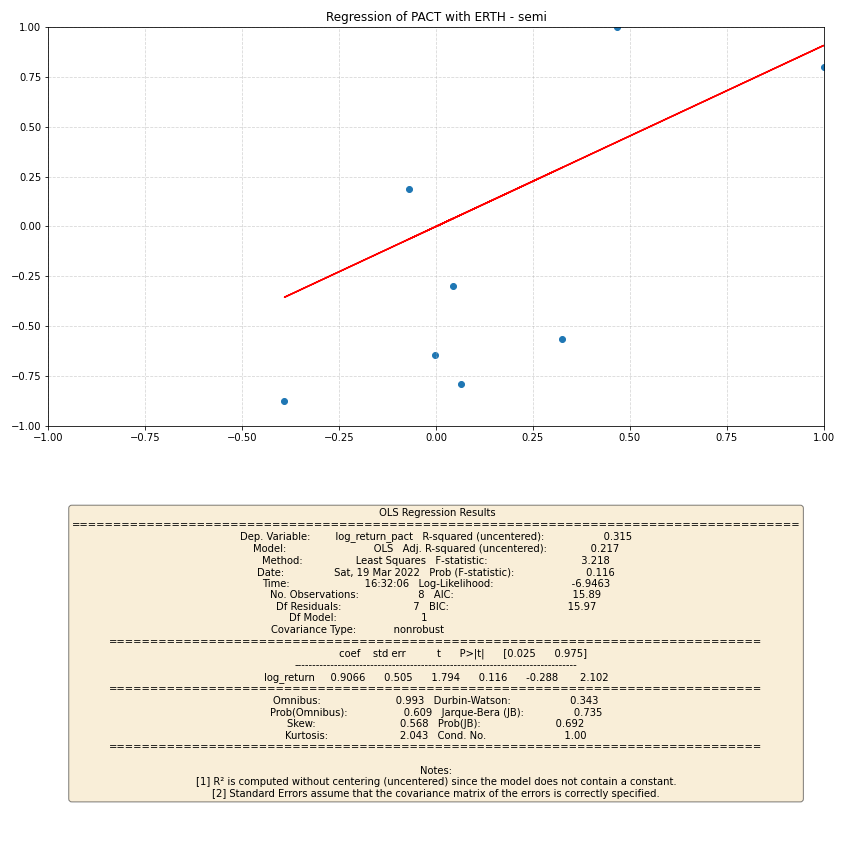 Regression of PACT with ERTH - semi
1.00
0.75
0.50
0.25
0.00
−0.25
−0.50
−0.75
−1.00
−1.00 −0.75 −0.50 −0.25 0.00 0.25 0.50 0.75 1.00
OLS Regression Results
==============================================================================
Dep. Variable: log_return_pact R-squared (uncentered): 0.315
Model: OLS Adj. R-squared (uncentered): 0.217
Method: Least Squares F-statistic: 3.218
Date: Sat, 19 Mar 2022 Prob (F-statistic): 0.116
Time: 16:32:06 Log-Likelihood: -6.9463
No. Observations: 8 AIC: 15.89
Df Residuals: 7 BIC: 15.97
Df Model: 1
Covariance Type: nonrobust
==============================================================================
coef std err t P>|t| [0.025 0.975]
------------------------------------------------------------------------------
log_return 0.9066 0.505 1.794 0.116 -0.288 2.102
==============================================================================
Omnibus: 0.993 Durbin-Watson: 0.343
Prob(Omnibus): 0.609 Jarque-Bera (JB): 0.735
Skew: 0.568 Prob(JB): 0.692
Kurtosis: 2.043 Cond. No. 1.00
==============================================================================
Notes:
[1] R² is computed without centering (uncentered) since the model does not contain a constant.
[2] Standard Errors assume that the covariance matrix of the errors is correctly specified.